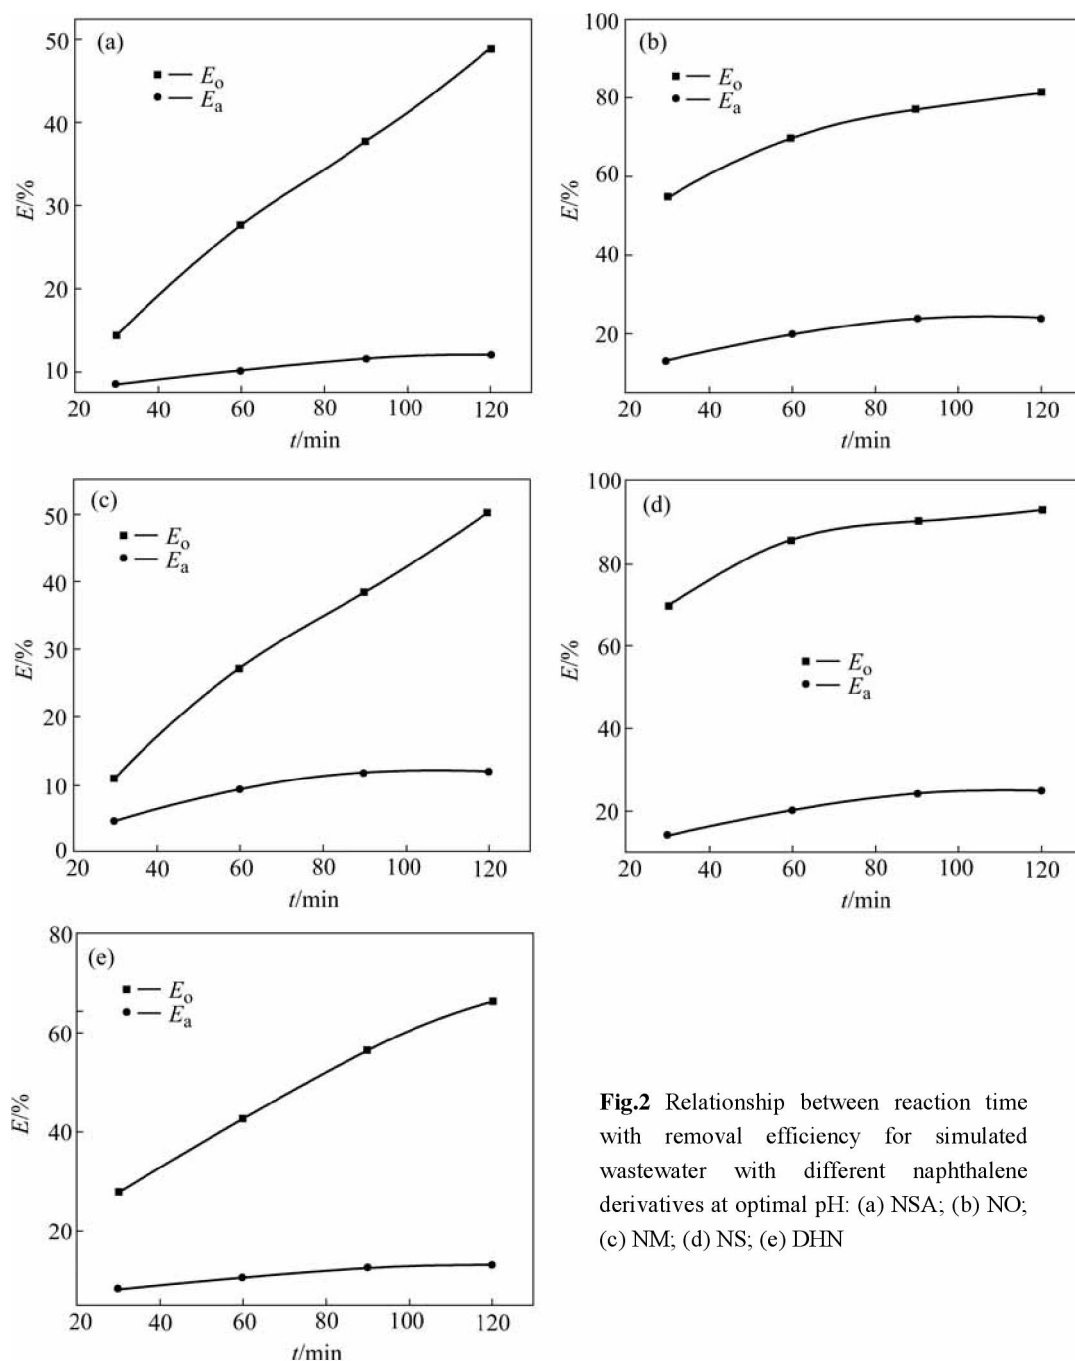 (a)
E_o
E_a
50
40
30
20
10
E/%
20 40 60 80 100 120
t/min
(b)
E_o
E_a
100
80
60
40
20
E/%
20 40 60 80 100 120
t/min
(c)
E_o
E_a
50
40
30
20
10
0
E/%
20 40 60 80 100 120
t/min
(d)
E_o
E_a
100
80
60
40
20
E/%
20 40 60 80 100 120
t/min
(e)
E_o
E_a
80
60
40
20
E/%
20 40 60 80 100 120
t/min
Fig.2 Relationship between reaction time
with removal efficiency for simulated
wastewater with different naphthalene
derivatives at optimal pH: (a) NSA; (b) NO;
(c) NM; (d) NS; (e) DHN